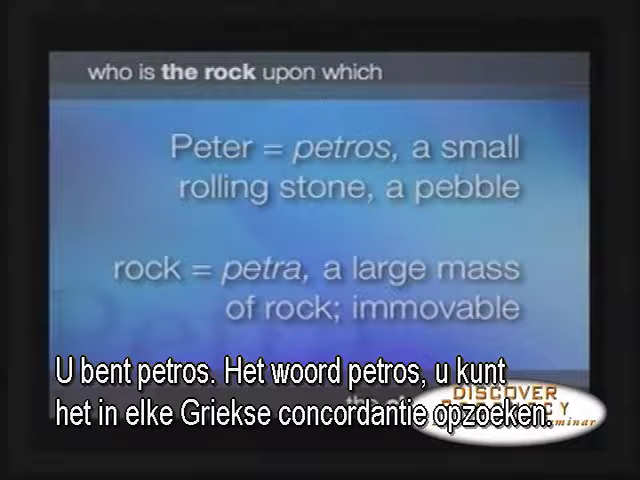 who is the rock upon which
Peter = petros, a small
rolling stone, a pebble
rock = petra, a large mass
of rock; immovable
U bent petros. Het woord petros, u kunt
het in elke Griekse concordantie opzoeken.
DISCOVER